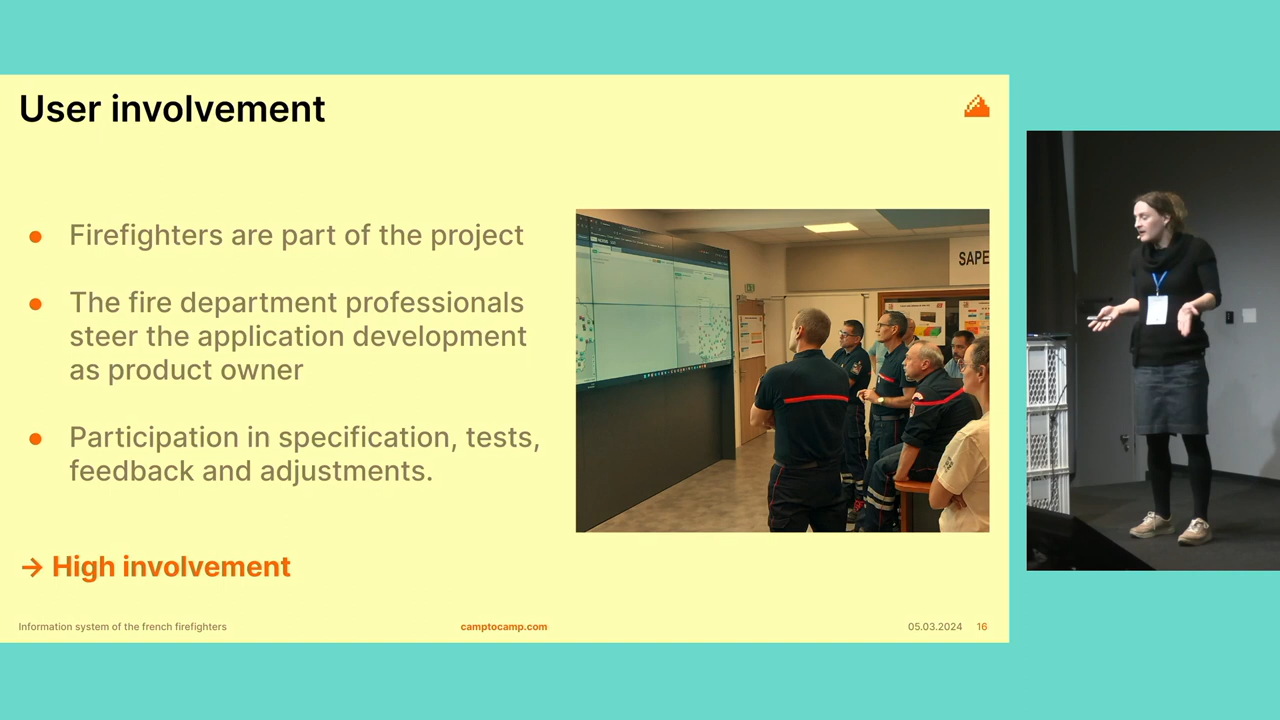 User involvement
● Firefighters are part of the project
● The fire department professionals
steer the application development
as product owner
● Participation in specification, tests,
feedback and adjustments.
→ High involvement
SAPE
Information system of the french firefighters
camptocamp.com
05.03.2024 16